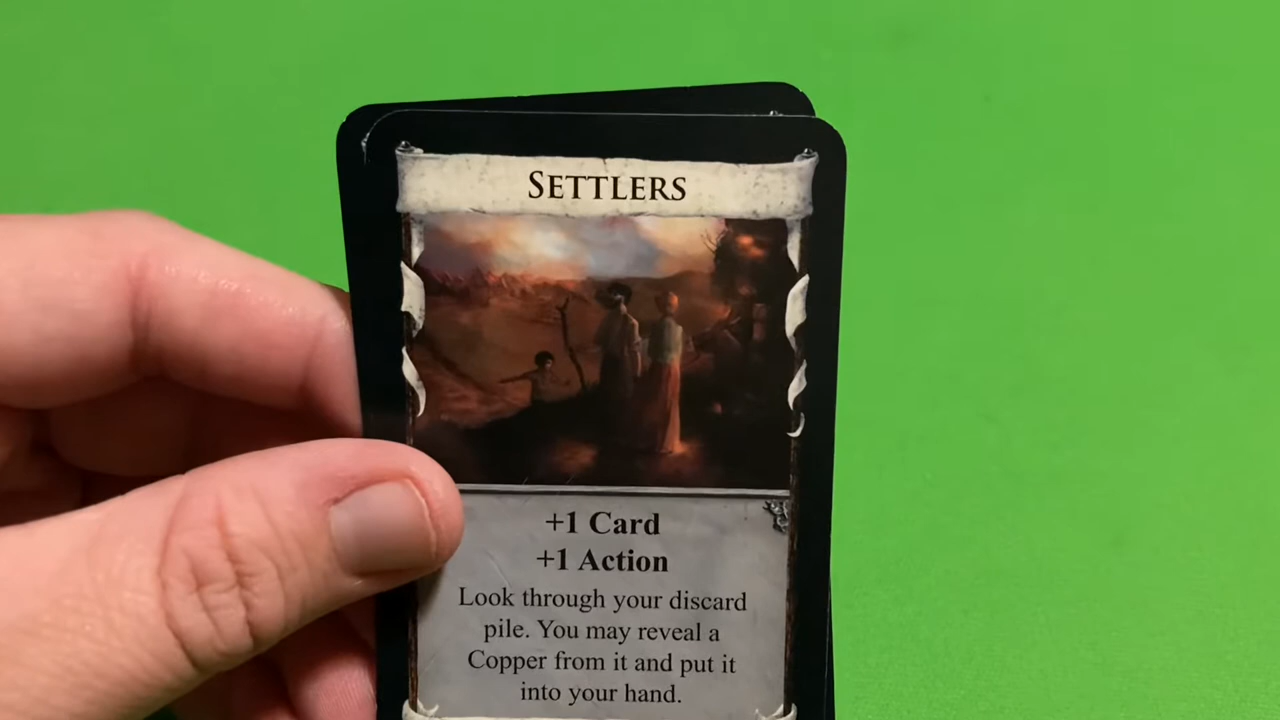 SETTLERS
+1 Card
+1 Action
Look through your discard
pile. You may reveal a
Copper from it and put it
into your hand.